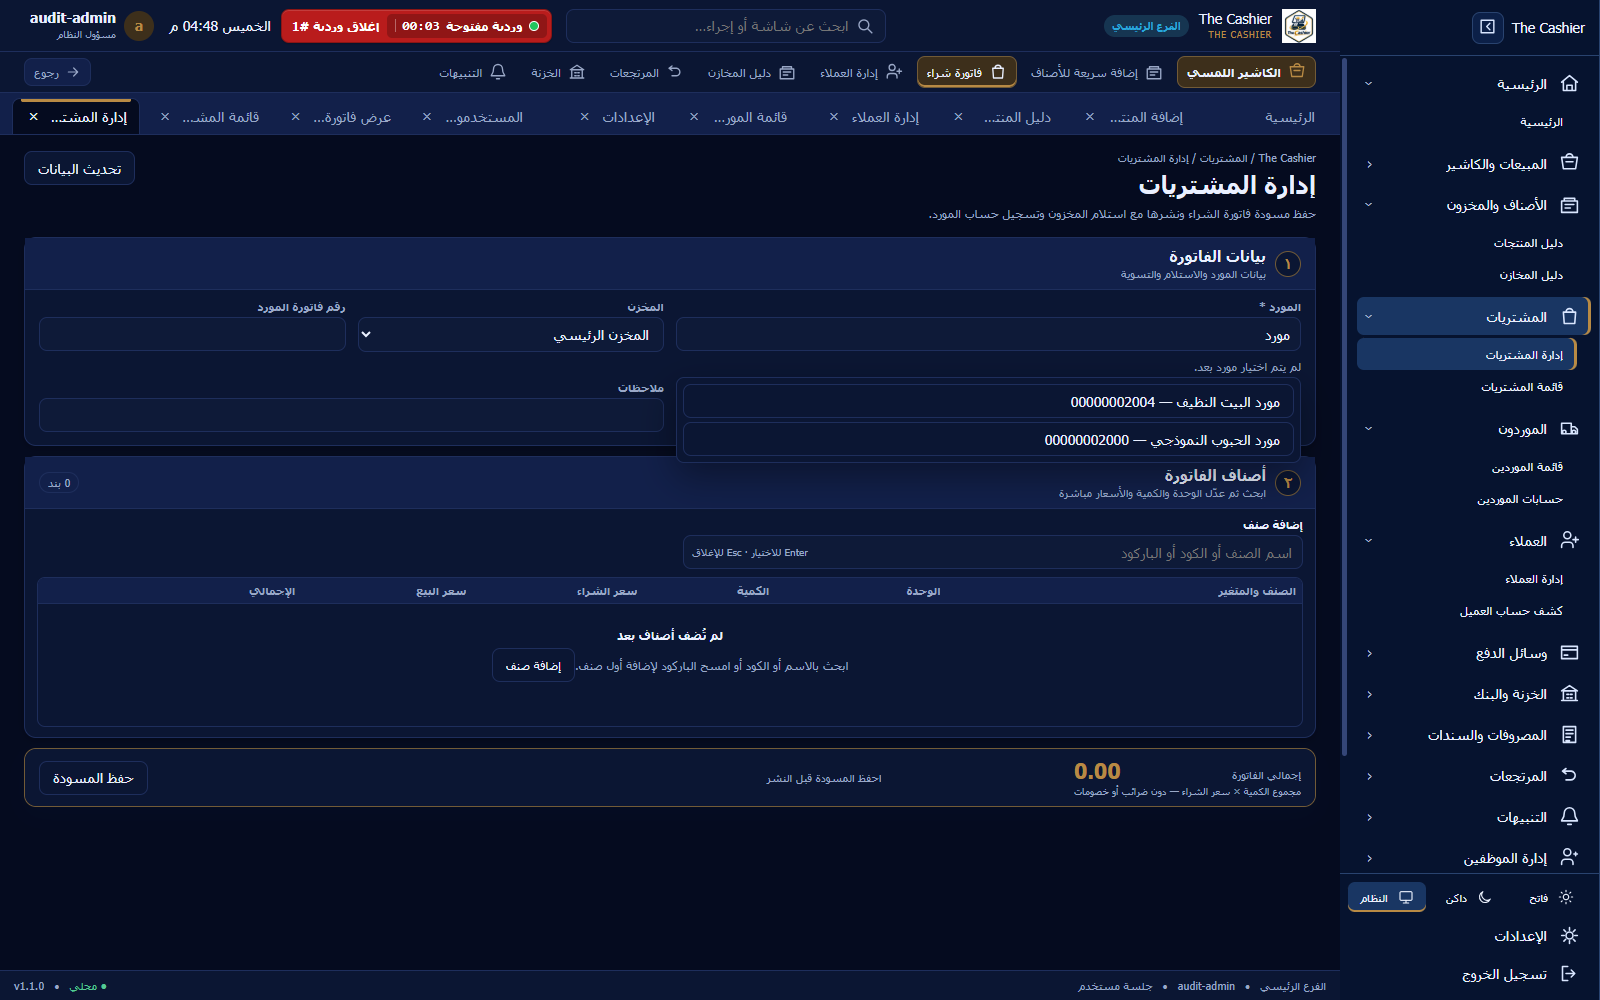 The Cashier
الرئيسية
الرئيسية
المبيعات والكاشير
الأصناف والمخزون
دليل المنتجات
دليل المخازن
المشتريات
إدارة المشتريات
قائمة المشتريات
الموردون
قائمة الموردين
حسابات الموردين
العملاء
إدارة العملاء
كشف حساب العميل
وسائل الدفع
الخزنة والبنك
المصروفات والسندات
المرتجعات
التنبيهات
إدارة الموظفين
فاتح
داكن
النظام
الإعدادات
تسجيل الخروج
The Cashier
THE CASHIER
الفرع الرئيسي
ابحث عن شاشة أو إجراء...
وردية مفتوحة 00:03 إغلاق وردية #1
الخميس 04:48 م
a
audit-admin
مسؤول النظام
الكاشير اللمسي
إضافة سريعة للأصناف
فاتورة شراء
إدارة العملاء
دليل المخازن
المرتجعات
الخزنة
التنبيهات
رجوع
الرئيسية
إضافة المنتـ... ×
دليل المنتـ... ×
إدارة العملاء ×
قائمة المور... ×
الإعدادات ×
المستخدمو... ×
عرض فاتورة... ×
قائمة المشـ... ×
إدارة المشتـ... ×
The Cashier / المشتريات / إدارة المشتريات
إدارة المشتريات
حفظ مسودة فاتورة الشراء ونشرها مع استلام المخزون وتسجيل حساب المورد.
تحديث البيانات
١
بيانات الفاتورة
بيانات المورد والاستلام والتسوية
المورد *
مورد
لم يتم اختيار مورد بعد.
مورد البيت النظيف — 00000002004
مورد الحبوب النموذجي — 00000002000
المخزن
المخزن الرئيسي
رقم فاتورة المورد
ملاحظات
٢
أصناف الفاتورة
ابحث ثم عدّل الوحدة والكمية والأسعار مباشرة
0 بند
إضافة صنف
اسم الصنف أو الكود أو الباركود
Enter للاختيار · Esc للإغلاق
الصنف والمتغير
الوحدة
الكمية
سعر الشراء
سعر البيع
الإجمالي
لم تُضف أصناف بعد
ابحث بالاسم أو الكود أو امسح الباركود لإضافة أول صنف.
إضافة صنف
إجمالي الفاتورة
0.00
مجموع الكمية × سعر الشراء — دون ضرائب أو خصومات
احفظ المسودة قبل النشر
حفظ المسودة
الفرع الرئيسي • audit-admin • جلسة مستخدم
محلي • v1.1.0